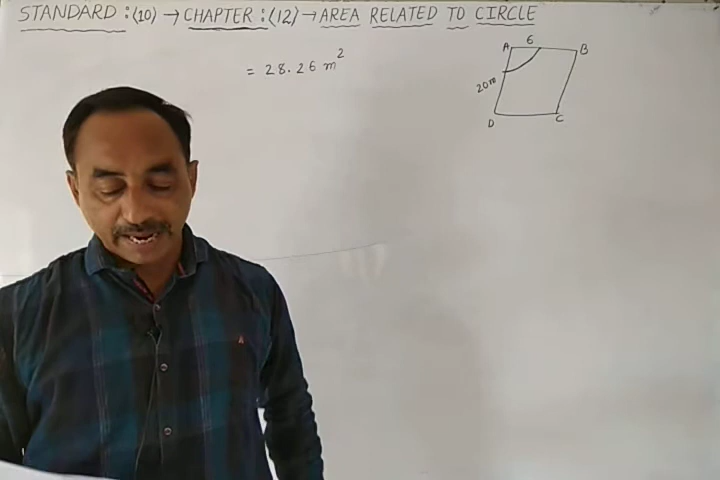 STANDARD : (10) → CHAPTER : (12) → AREA RELATED TO CIRCLE
= 28.26 m²
A 6 B
20m
D C